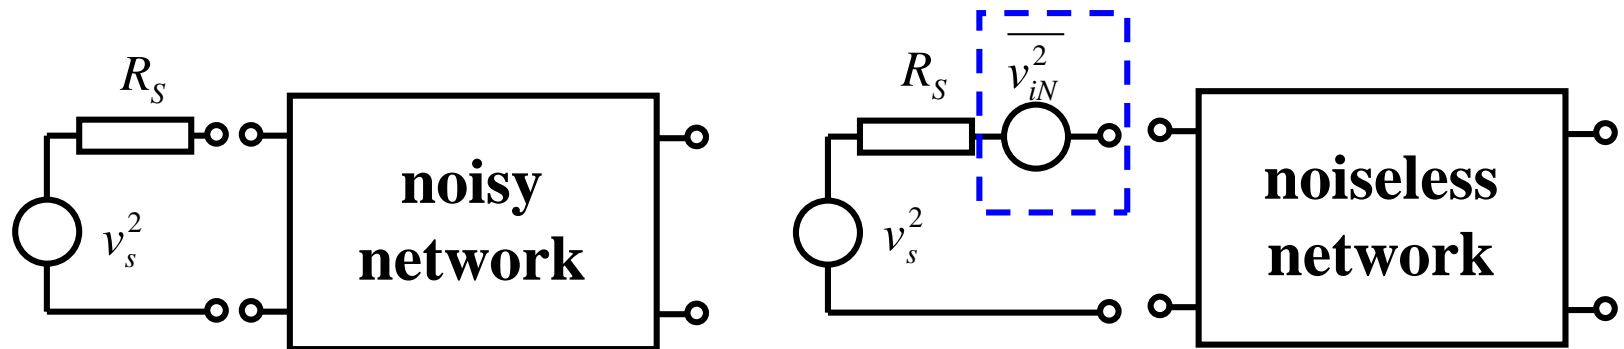 R_S
v_s^2
noisy
network
R_S
\overline{v_{iN}^2}
v_s^2
noiseless
network